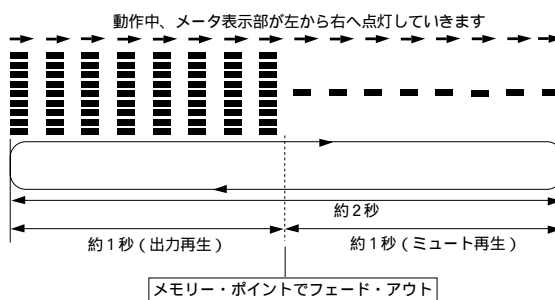 動作中、メータ表示部が左から右へ点灯していきます
約2秒
約1秒(出力再生)
約1秒(ミュート再生)
メモリー・ポイントでフェード・アウト